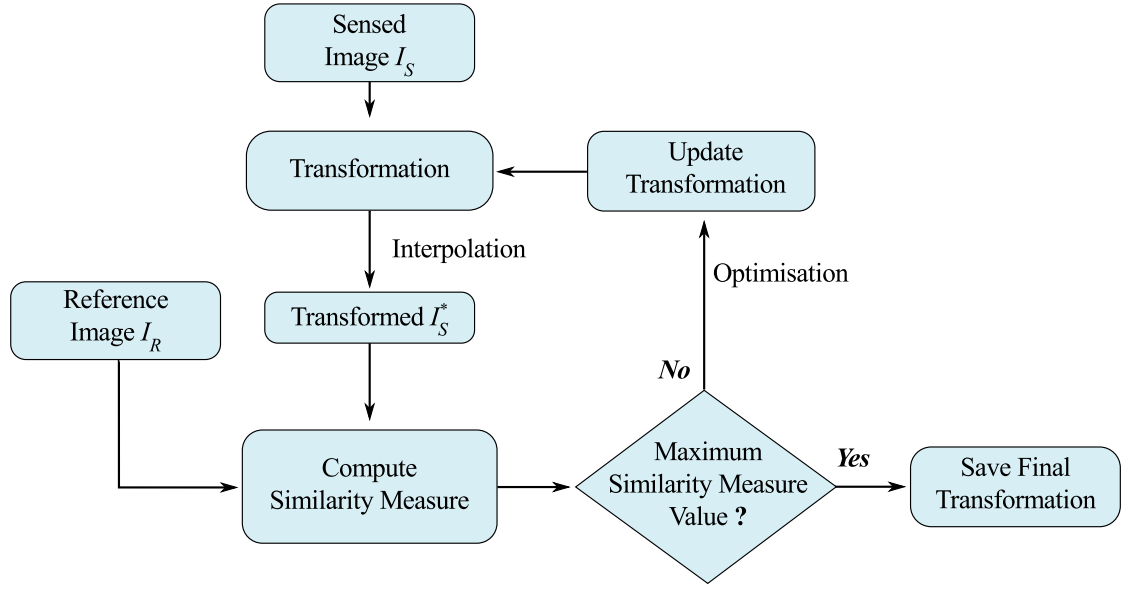 Sensed
Image I_S
Transformation
Update
Transformation
Interpolation
Optimisation
Reference
Image I_R
Transformed I_S^*
No
Compute
Similarity Measure
Maximum
Similarity Measure
Value ?
Yes
Save Final
Transformation